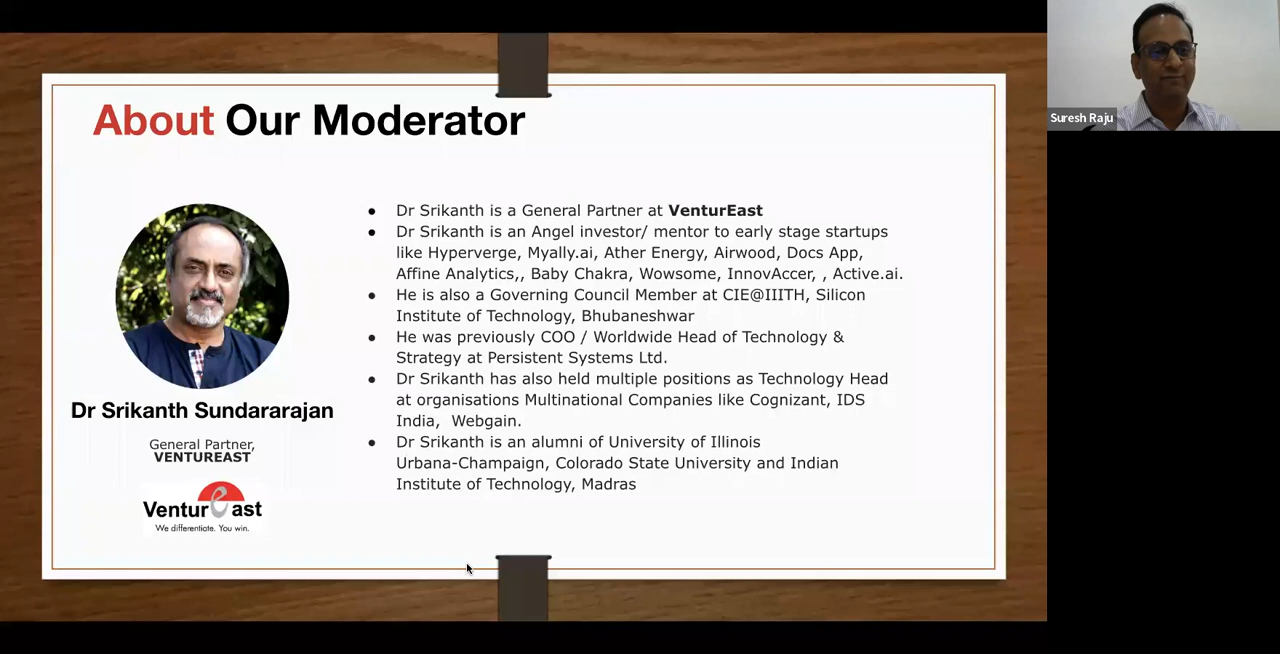 About Our Moderator
Dr Srikanth Sundararajan
General Partner,
VENTUREAST
VenturEast
We differentiate. You win.
● Dr Srikanth is a General Partner at VenturEast
● Dr Srikanth is an Angel investor/ mentor to early stage startups
like Hyperverge, Myally.ai, Ather Energy, Airwood, Docs App,
Affine Analytics,, Baby Chakra, Wowsome, InnovAccer, , Active.ai.
● He is also a Governing Council Member at CIE@IIITH, Silicon
Institute of Technology, Bhubaneshwar
● He was previously COO / Worldwide Head of Technology &
Strategy at Persistent Systems Ltd.
● Dr Srikanth has also held multiple positions as Technology Head
at organisations Multinational Companies like Cognizant, IDS
India,  Webgain.
● Dr Srikanth is an alumni of University of Illinois
Urbana-Champaign, Colorado State University and Indian
Institute of Technology, Madras
Suresh Raju